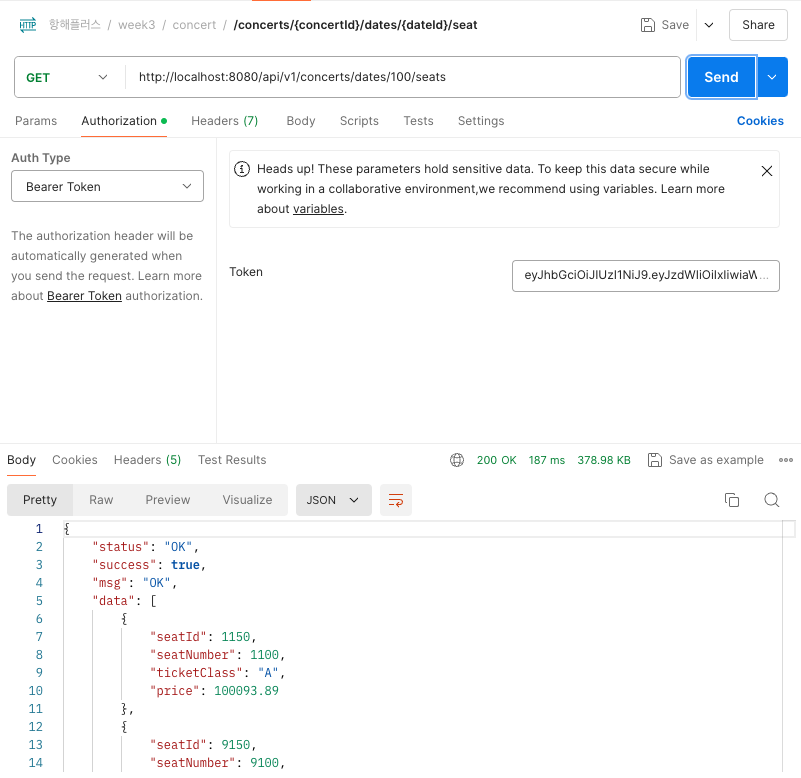 HTTP 항해플러스 / week3 / concert / /concerts/{concertId}/dates/{dateId}/seat Save Share
GET http://localhost:8080/api/v1/concerts/dates/100/seats Send
Params Authorization Headers (7) Body Scripts Tests Settings Cookies
Auth Type
Bearer Token
The authorization header will be
automatically generated when
you send the request. Learn more
about Bearer Token authorization.
Heads up! These parameters hold sensitive data. To keep this data secure while
working in a collaborative environment,we recommend using variables. Learn more
about variables.
Token eyJhbGciOiJIUzI1NiJ9.eyJzdWIiOiIxIiwiaW...
Body Cookies Headers (5) Test Results 200 OK 187 ms 378.98 KB Save as example
Pretty Raw Preview Visualize JSON
1 {
2 "status": "OK",
3 "success": true,
4 "msg": "OK",
5 "data": [
6 {
7 "seatId": 1150,
8 "seatNumber": 1100,
9 "ticketClass": "A",
10 "price": 100093.89
11 },
12 {
13 "seatId": 9150,
14 "seatNumber": 9100,